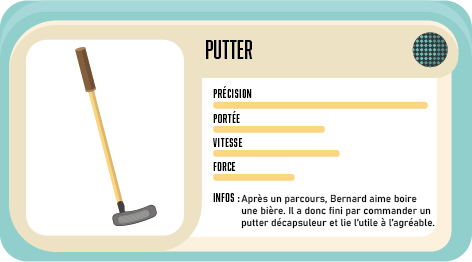 PUTTER
PRÉCISION
PORTÉE
VITESSE
FORCE
INFOS : Après un parcours, Bernard aime boire
une bière. Il a donc fini par commander un
putter décapsuleur et lie l'utile à l'agréable.